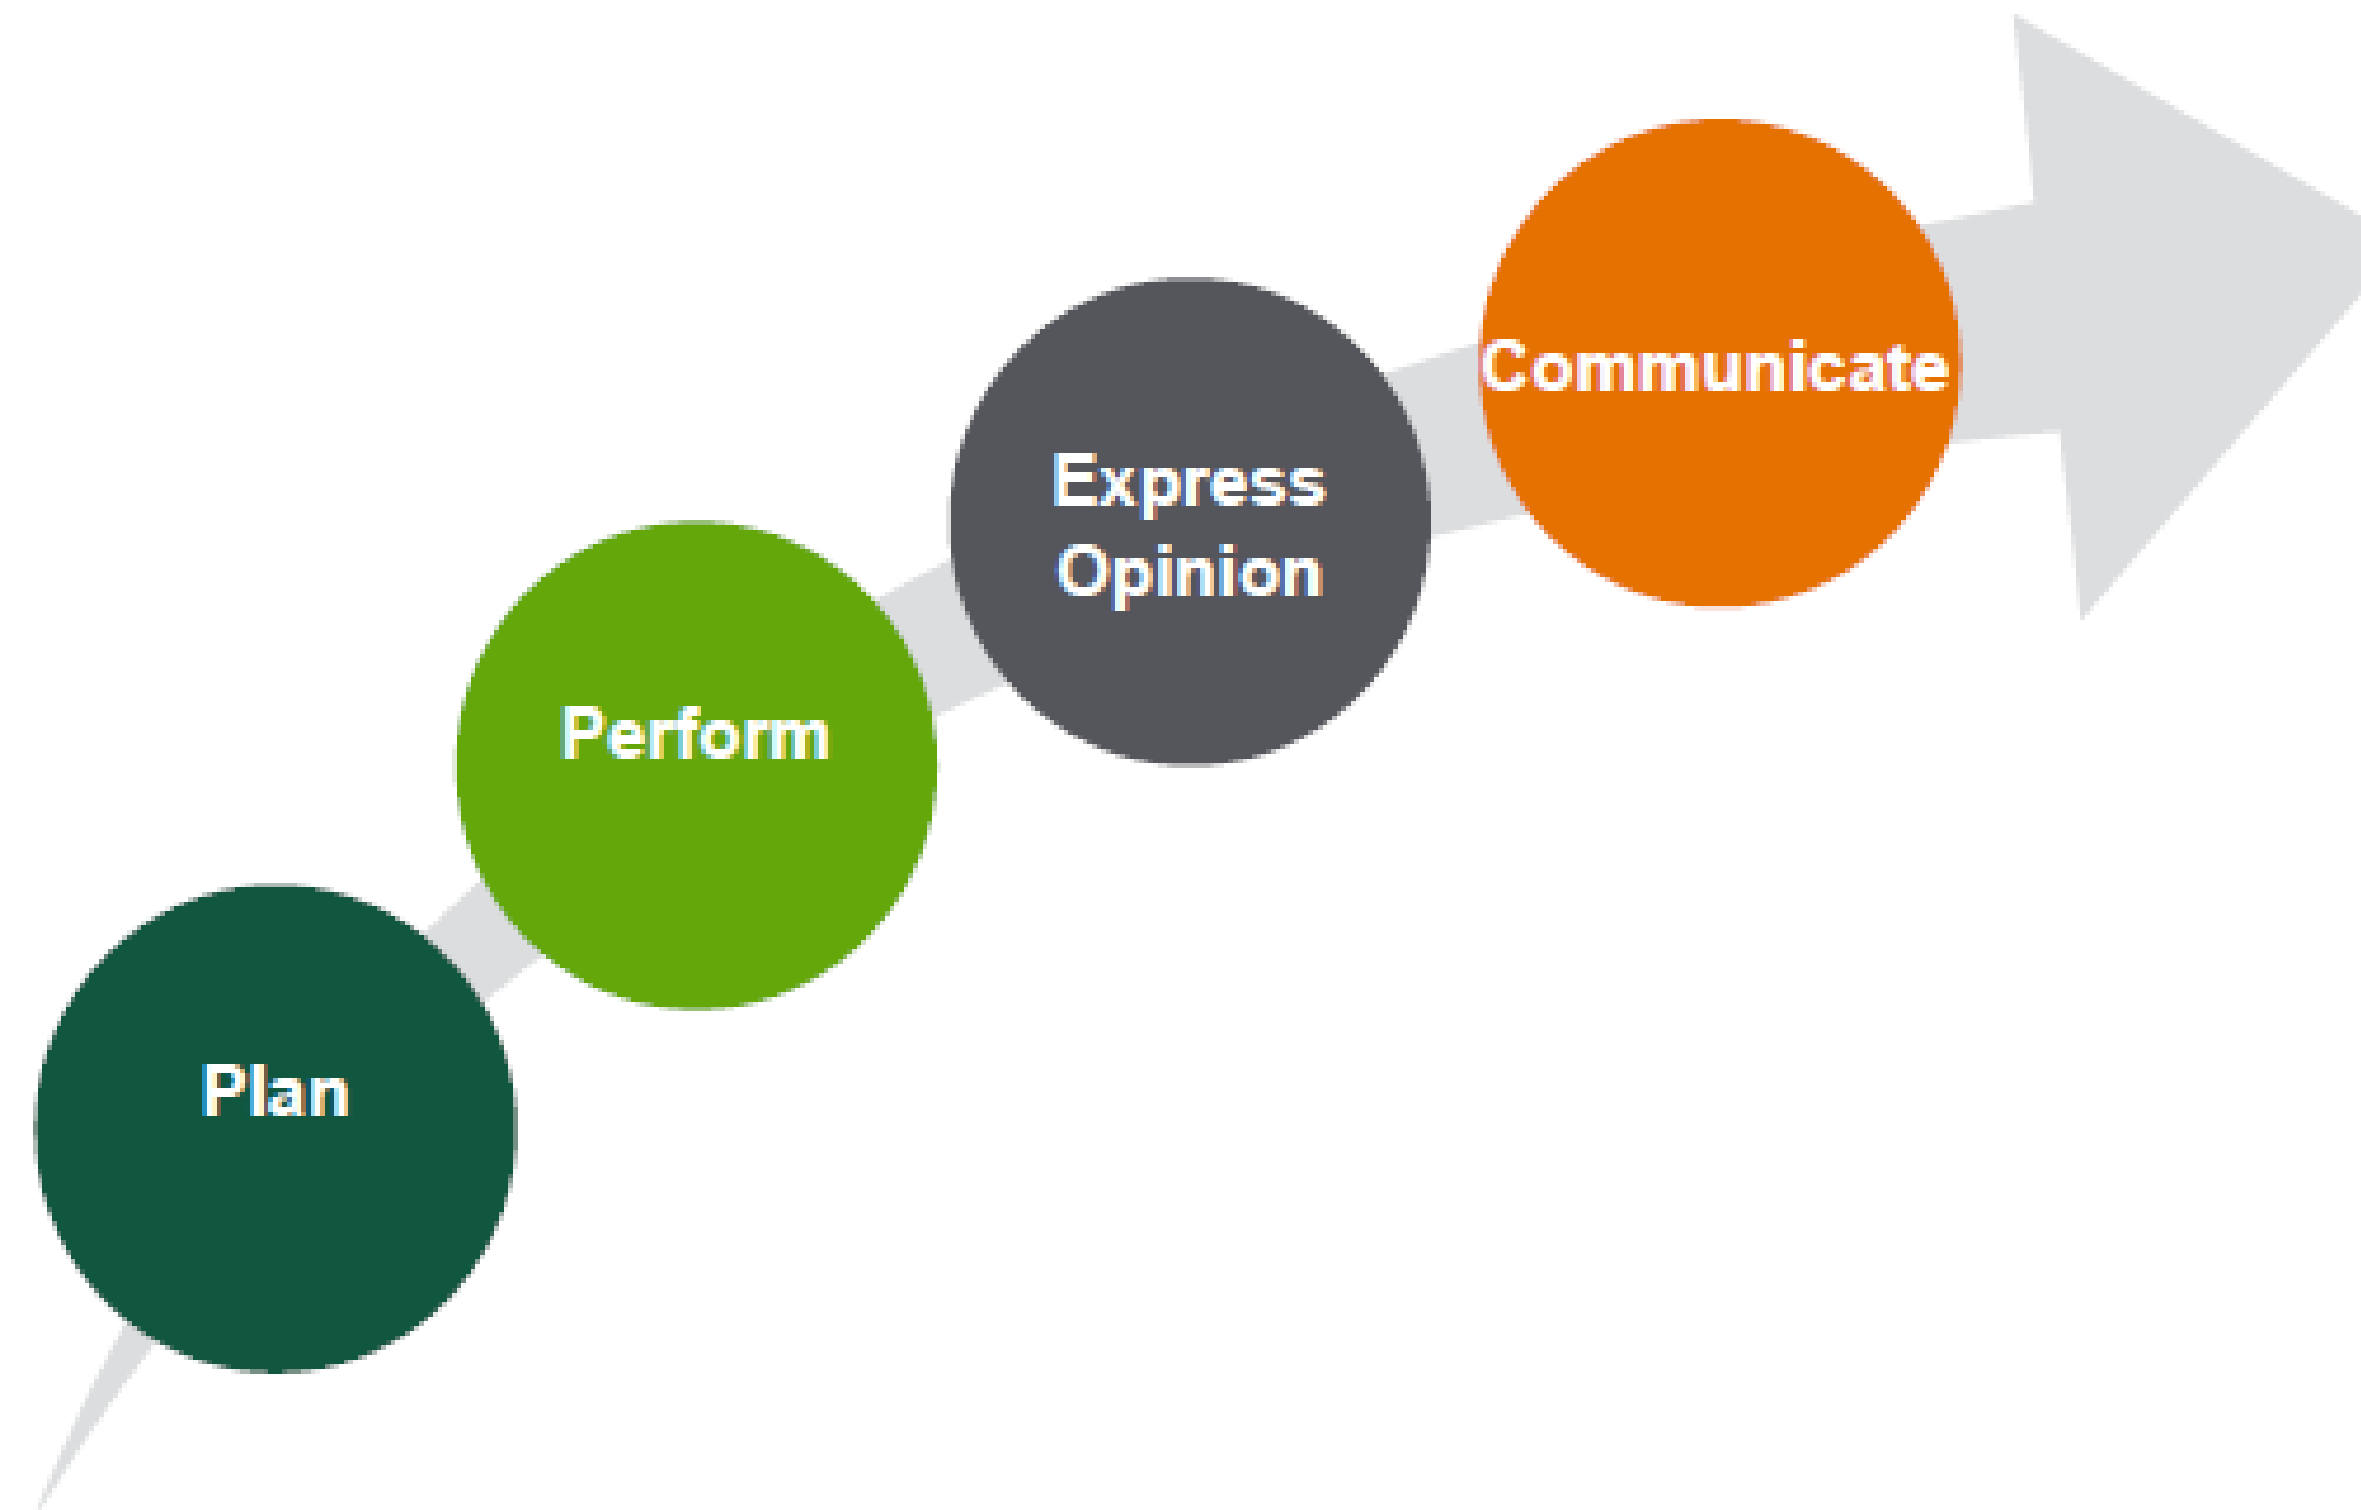 Plan
Perform
Express
Opinion
Communicate